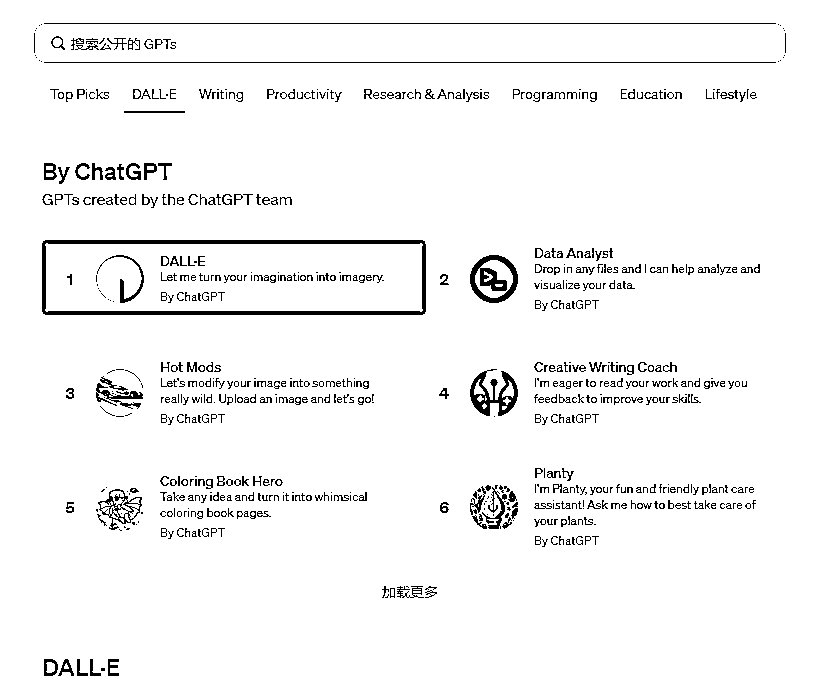 搜索公开的 GPTs
Top Picks DALL·E Writing Productivity Research & Analysis Programming Education Lifestyle
By ChatGPT
GPTs created by the ChatGPT team
1
DALL·E
Let me turn your imagination into imagery.
By ChatGPT
2
Data Analyst
Drop in any files and I can help analyze and
visualize your data.
By ChatGPT
3
Hot Mods
Let's modify your image into something
really wild. Upload an image and let's go!
By ChatGPT
4
Creative Writing Coach
I'm eager to read your work and give you
feedback to improve your skills.
By ChatGPT
5
Coloring Book Hero
Take any idea and turn it into whimsical
coloring book pages.
By ChatGPT
6
Planty
I'm Planty, your fun and friendly plant care
assistant! Ask me how to best take care of
your plants.
By ChatGPT
加载更多
DALL·E